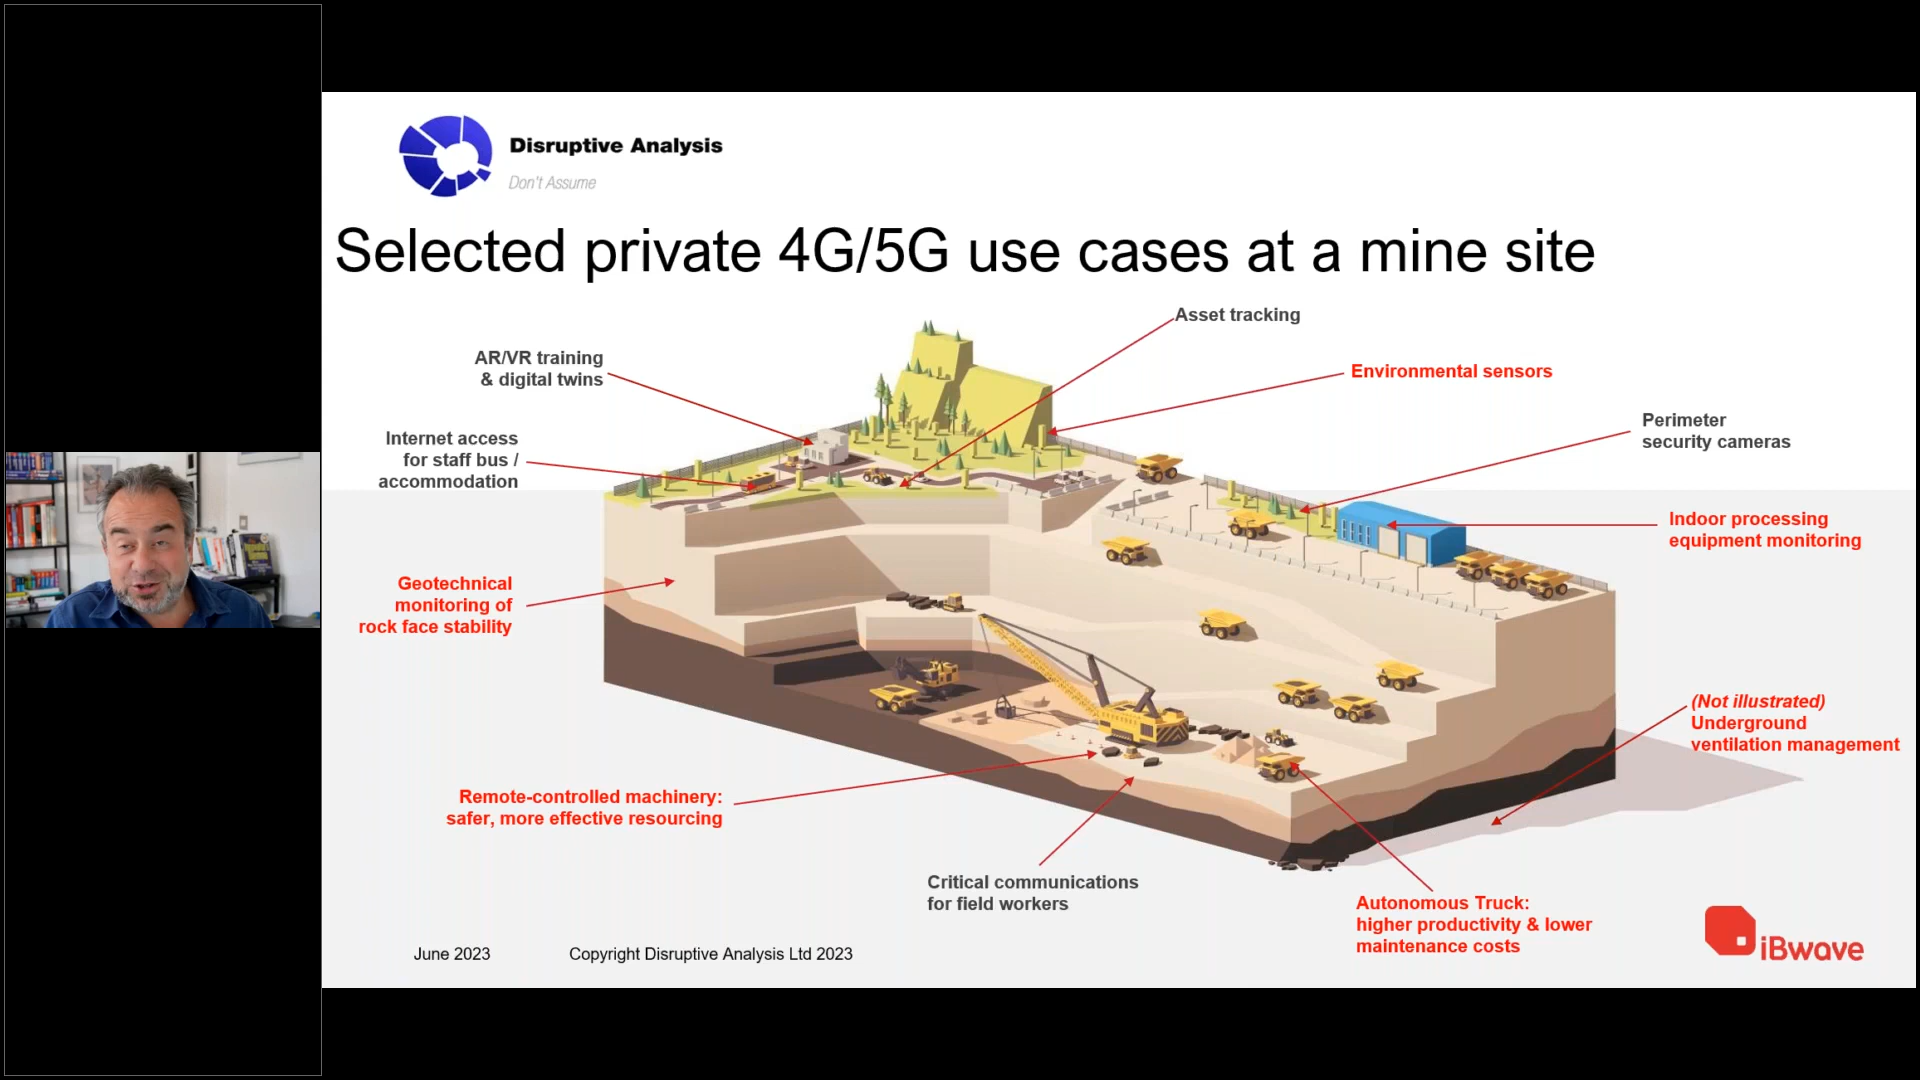 Disruptive Analysis
Don't Assume
Selected private 4G/5G use cases at a mine site
Asset tracking
AR/VR training
& digital twins
Environmental sensors
Perimeter
security cameras
Internet access
for staff bus /
accommodation
Indoor processing
equipment monitoring
Geotechnical
monitoring of
rock face stability
(Not illustrated)
Underground
ventilation management
Remote-controlled machinery:
safer, more effective resourcing
Critical communications
for field workers
Autonomous Truck:
higher productivity & lower
maintenance costs
June 2023
Copyright Disruptive Analysis Ltd 2023
iBwave